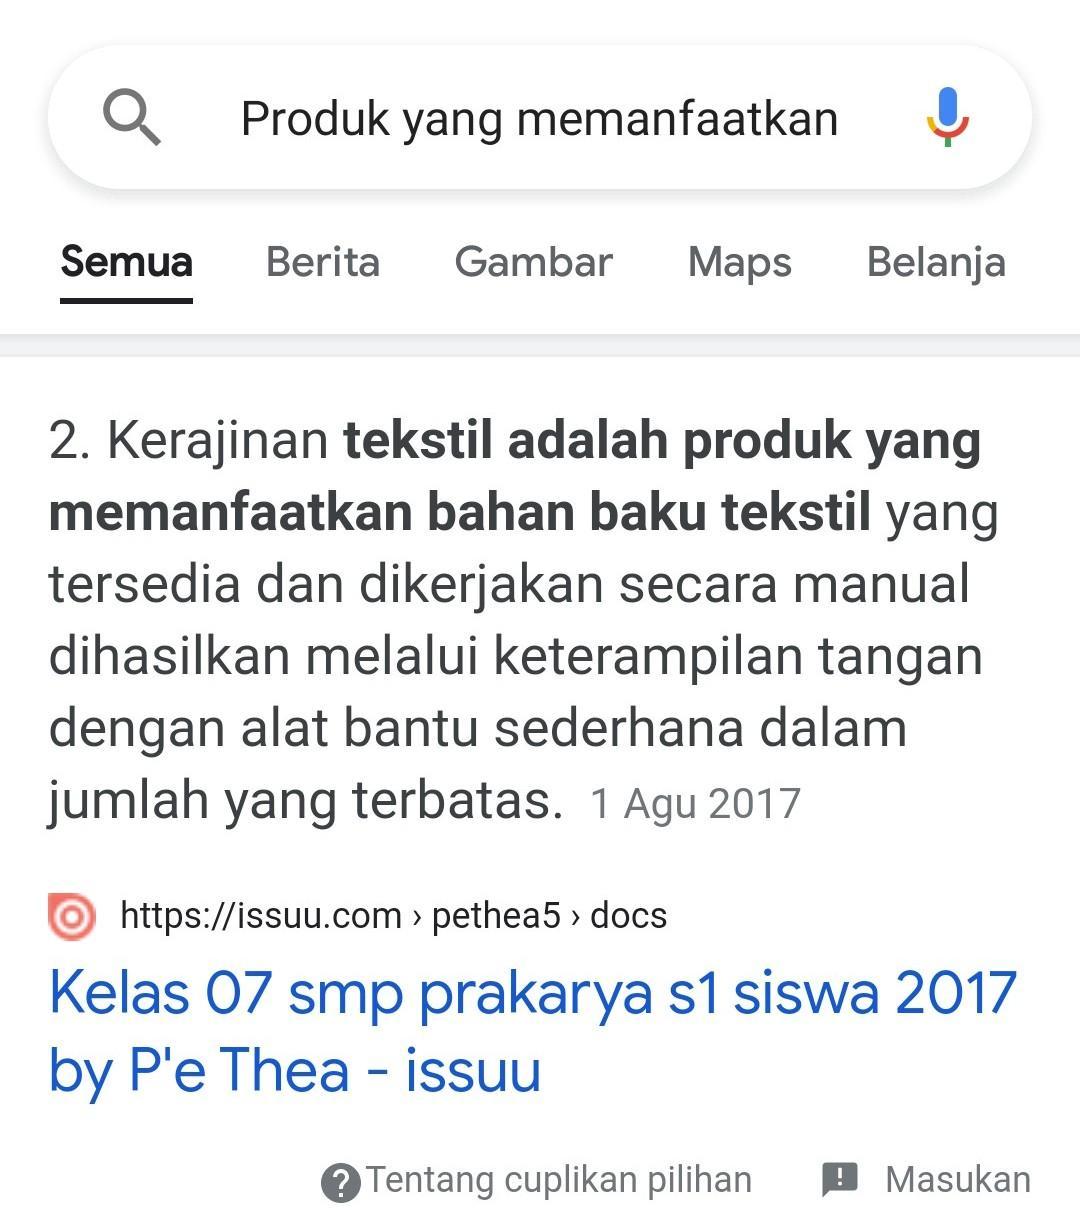 Produk yang memanfaatkan
Semua Berita Gambar Maps Belanja
2. Kerajinan tekstil adalah produk yang
memanfaatkan bahan baku tekstil yang
tersedia dan dikerjakan secara manual
dihasilkan melalui keterampilan tangan
dengan alat bantu sederhana dalam
jumlah yang terbatas. 1 Agu 2017
https://issuu.com › pethea5 › docs
Kelas 07 smp prakarya s1 siswa 2017
by P'e Thea - issuu
Tentang cuplikan pilihan Masukan